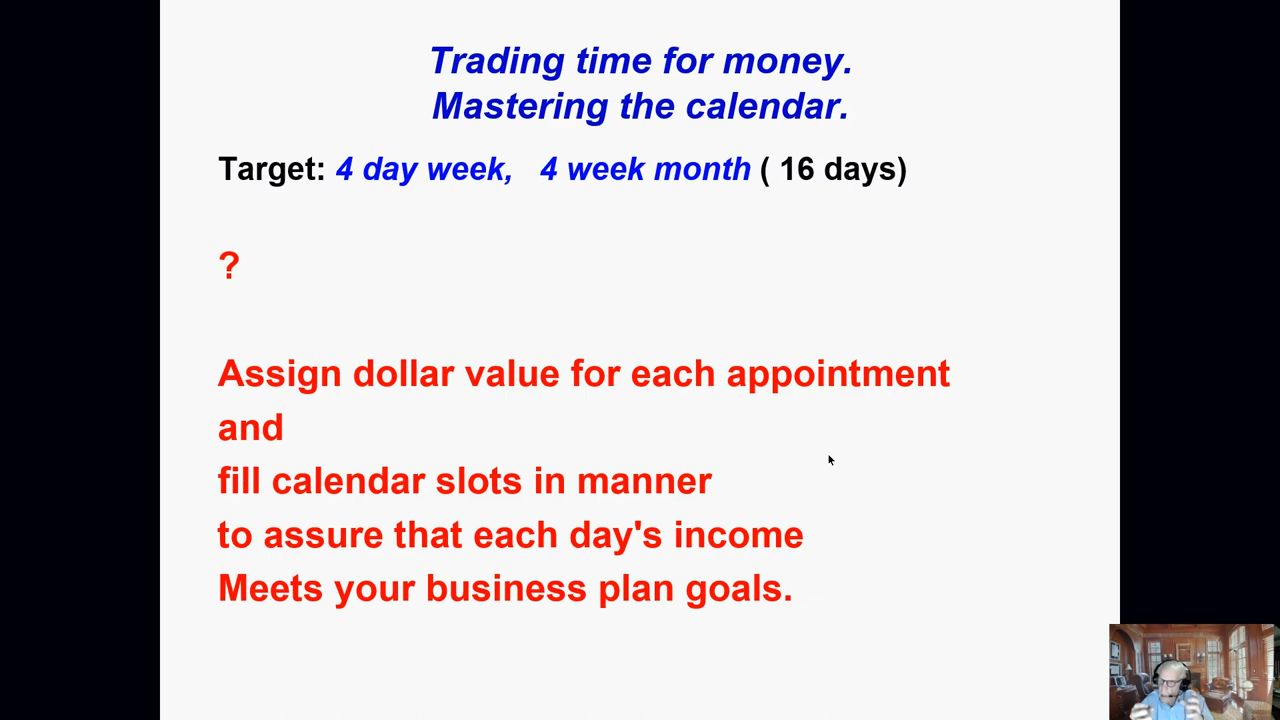 Trading time for money.
Mastering the calendar.
Target: 4 day week, 4 week month ( 16 days)
?
Assign dollar value for each appointment
and
fill calendar slots in manner
to assure that each day's income
Meets your business plan goals.